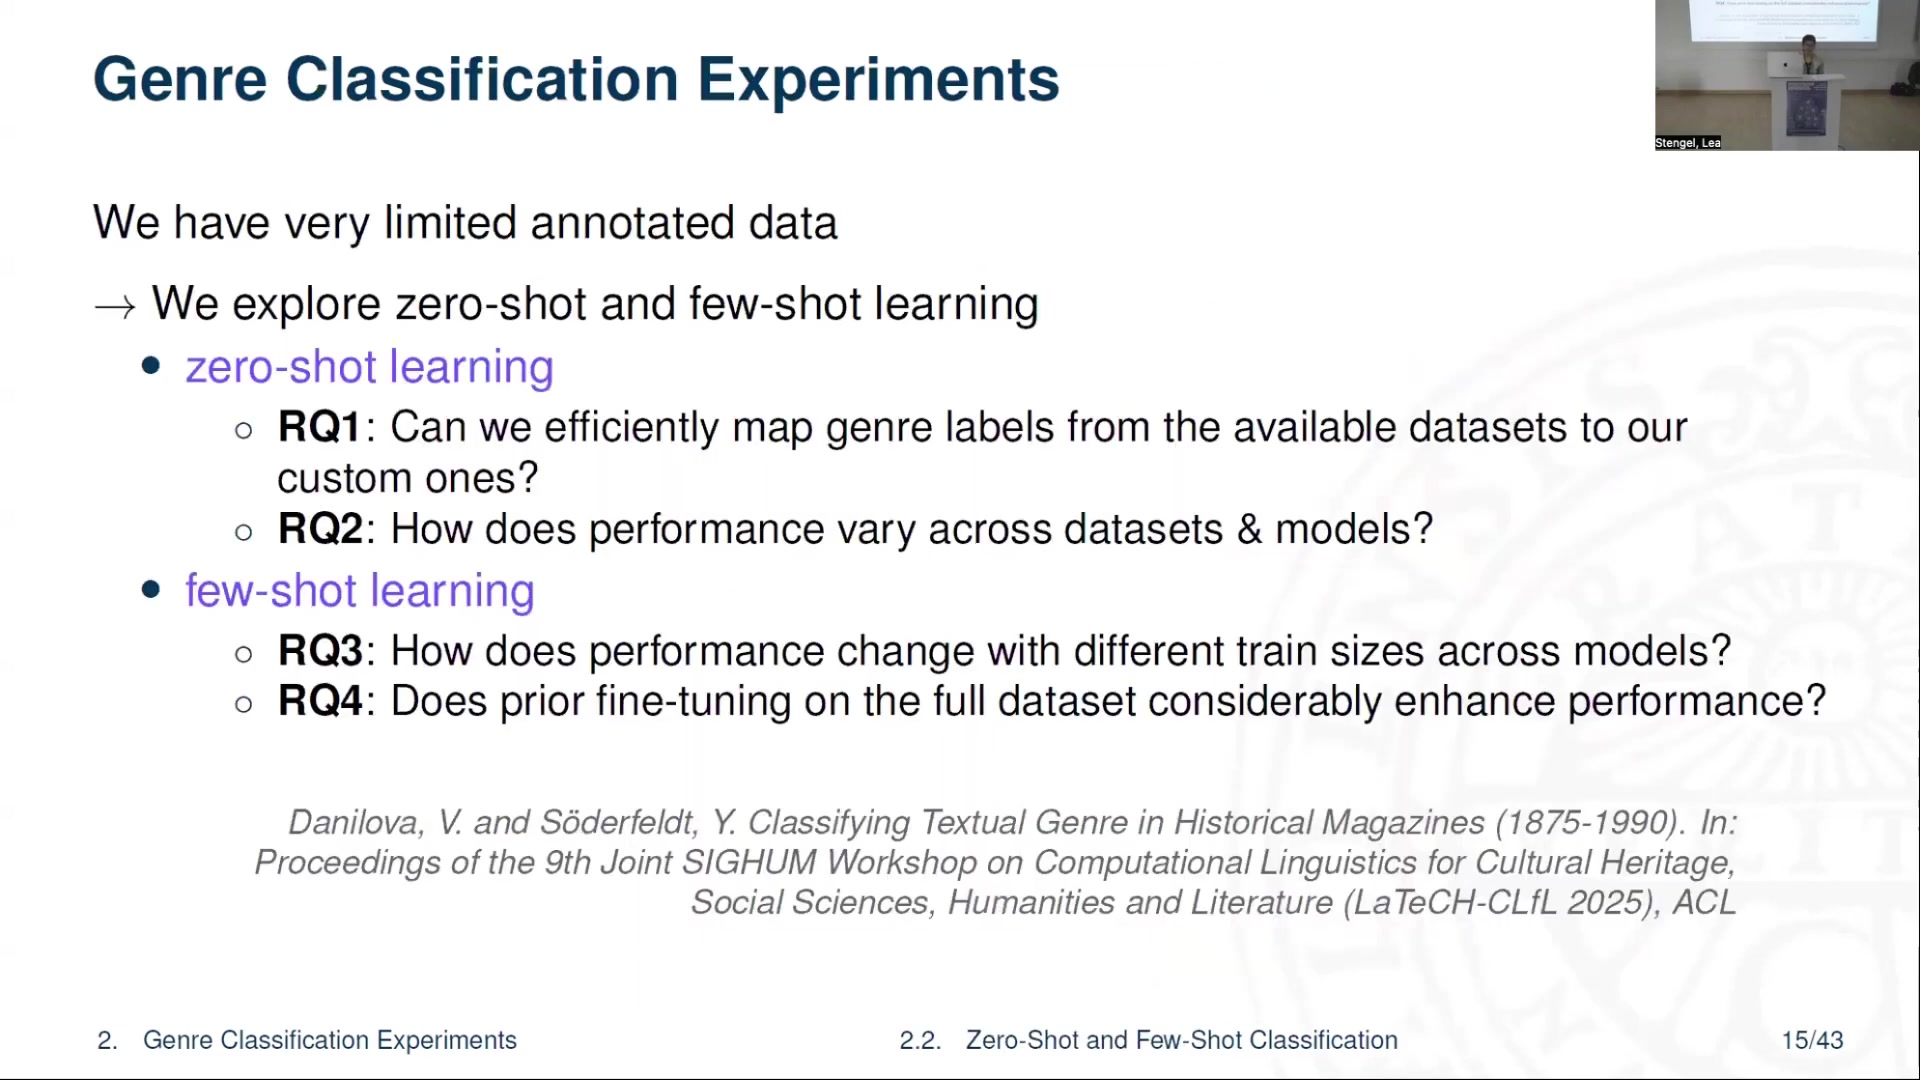 Genre Classification Experiments
Stengel, Lea
We have very limited annotated data
→ We explore zero-shot and few-shot learning
• zero-shot learning
○ RQ1: Can we efficiently map genre labels from the available datasets to our
custom ones?
○ RQ2: How does performance vary across datasets & models?
• few-shot learning
○ RQ3: How does performance change with different train sizes across models?
○ RQ4: Does prior fine-tuning on the full dataset considerably enhance performance?
Danilova, V. and Söderfeldt, Y. Classifying Textual Genre in Historical Magazines (1875-1990). In:
Proceedings of the 9th Joint SIGHUM Workshop on Computational Linguistics for Cultural Heritage,
Social Sciences, Humanities and Literature (LaTeCH-CLfL 2025), ACL
2. Genre Classification Experiments 2.2. Zero-Shot and Few-Shot Classification 15/43